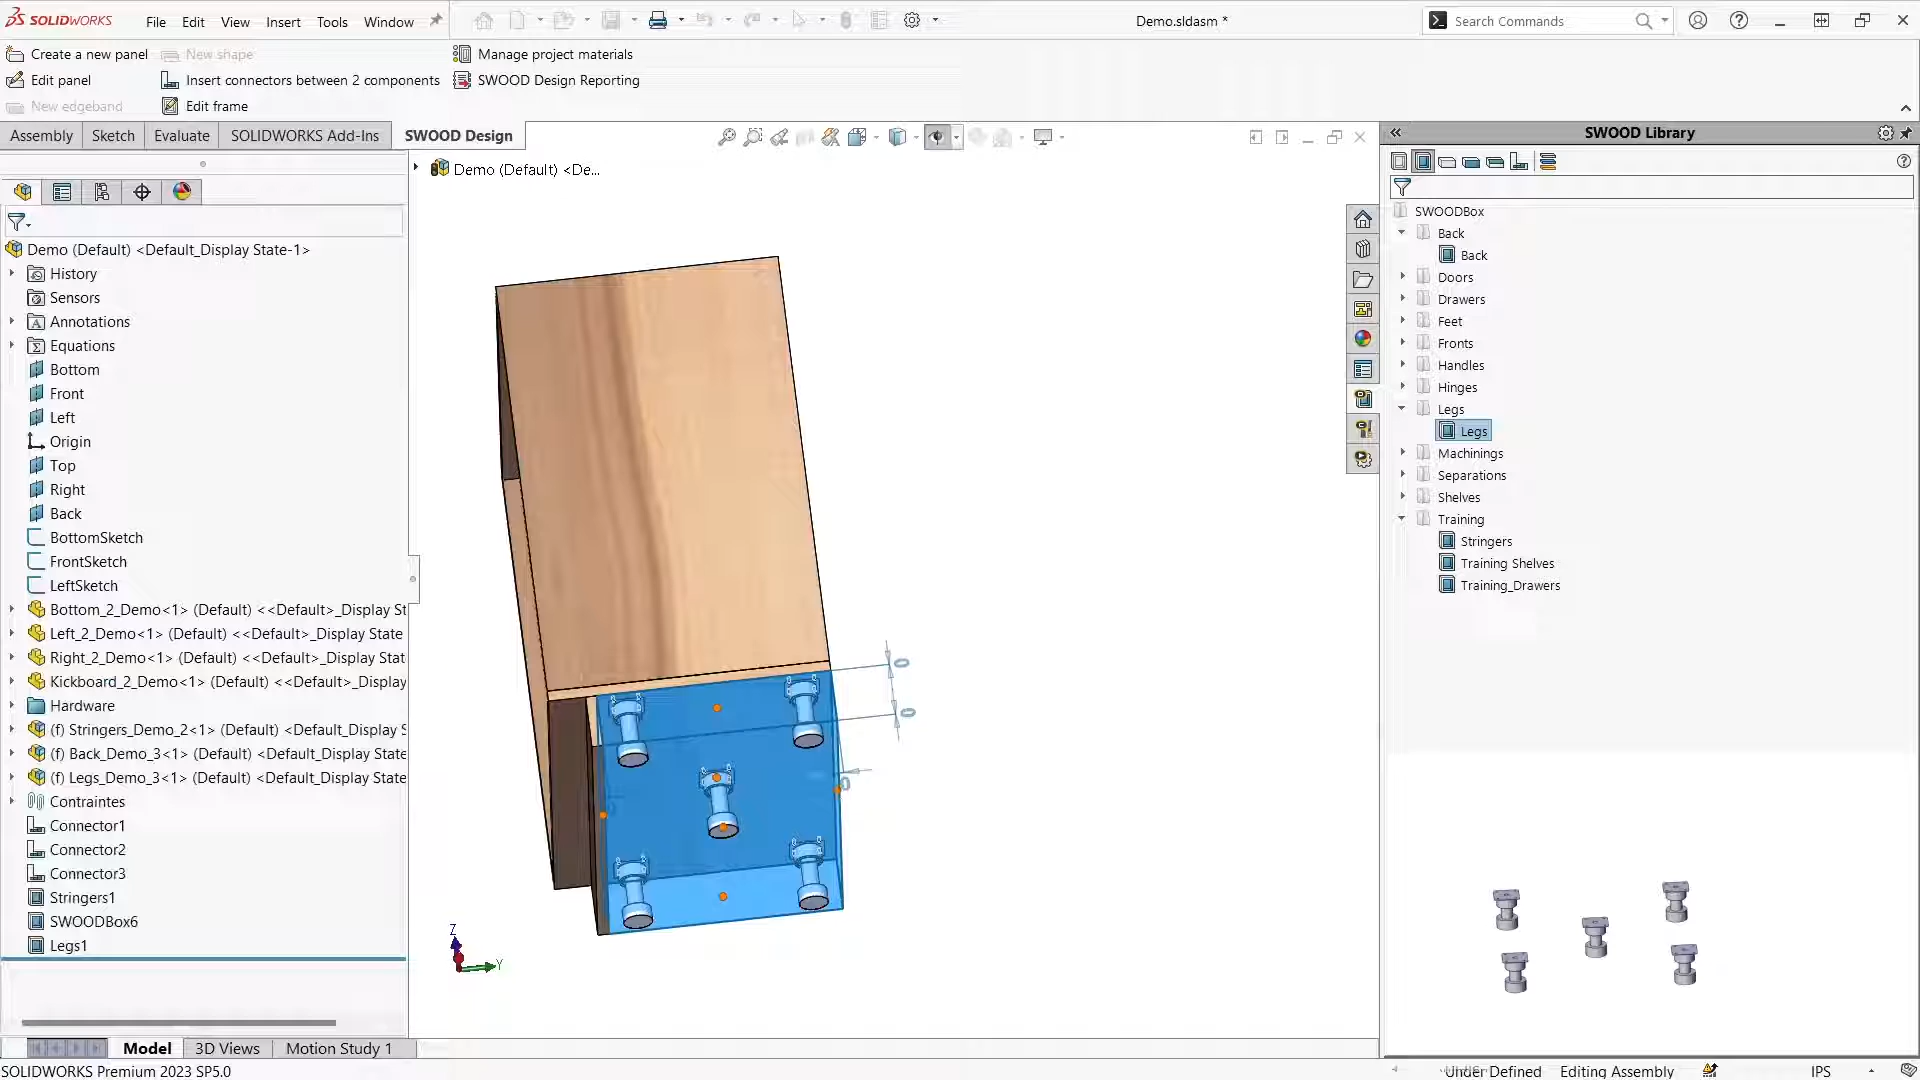 SOLIDWORKS File Edit View Insert Tools Window Demo.sldasm * Search Commands
Create a new panel New shape Manage project materials
Edit panel Insert connectors between 2 components SWOOD Design Reporting
New edgeband Edit frame
Assembly Sketch Evaluate SOLIDWORKS Add-Ins SWOOD Design
Demo (Default) <De...
Demo (Default) <Default_Display State-1>
History
Sensors
Annotations
Equations
Bottom
Front
Left
Origin
Top
Right
Back
BottomSketch
FrontSketch
LeftSketch
Bottom_2_Demo<1> (Default) <<Default>_Display St
Left_2_Demo<1> (Default) <<Default>_Display State
Right_2_Demo<1> (Default) <<Default>_Display Stat
Kickboard_2_Demo<1> (Default) <<Default>_Display
Hardware
(f) Stringers_Demo_2<1> (Default) <Default_Display S
(f) Back_Demo_3<1> (Default) <Default_Display State
(f) Legs_Demo_3<1> (Default) <Default_Display State
Contraintes
Connector1
Connector2
Connector3
Stringers1
SWOODBox6
Legs1
0
0
0
Z
Y
SWOOD Library
SWOODBox
Back
Back
Doors
Drawers
Feet
Fronts
Handles
Hinges
Legs
Legs
Machinings
Separations
Shelves
Training
Stringers
Training Shelves
Training_Drawers
Model 3D Views Motion Study 1
SOLIDWORKS Premium 2023 SP5.0 Under Defined Editing Assembly IPS